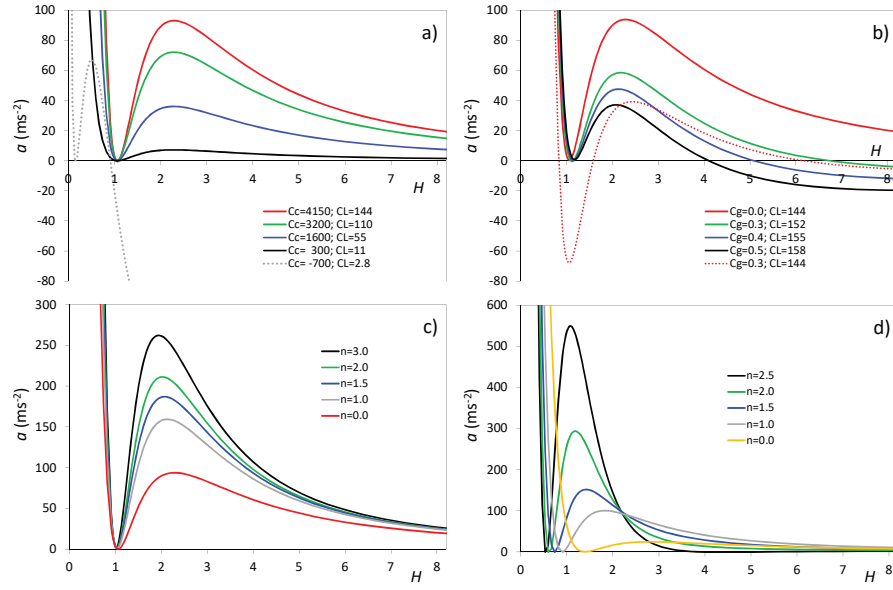 a)
a (ms-2)
100
80
60
40
20
0
-20
-40
-60
-80
0 1 2 3 4 5 6 7 8
H
Cc=4150; CL=144
Cc=3200; CL=110
Cc=1600; CL=55
Cc= 300; CL=11
Cc= -700; CL=2.8
b)
a (ms-2)
100
80
60
40
20
0
-20
-40
-60
-80
0 1 2 3 4 5 6 7 8
H
Cg=0.0; CL=144
Cg=0.3; CL=152
Cg=0.4; CL=155
Cg=0.5; CL=158
Cg=0.3; CL=144
c)
a (ms-2)
300
250
200
150
100
50
0
0 1 2 3 4 5 6 7 8
H
n=3.0
n=2.0
n=1.5
n=1.0
n=0.0
d)
a (ms-2)
600
500
400
300
200
100
0
0 1 2 3 4 5 6 7 8
H
n=2.5
n=2.0
n=1.5
n=1.0
n=0.0